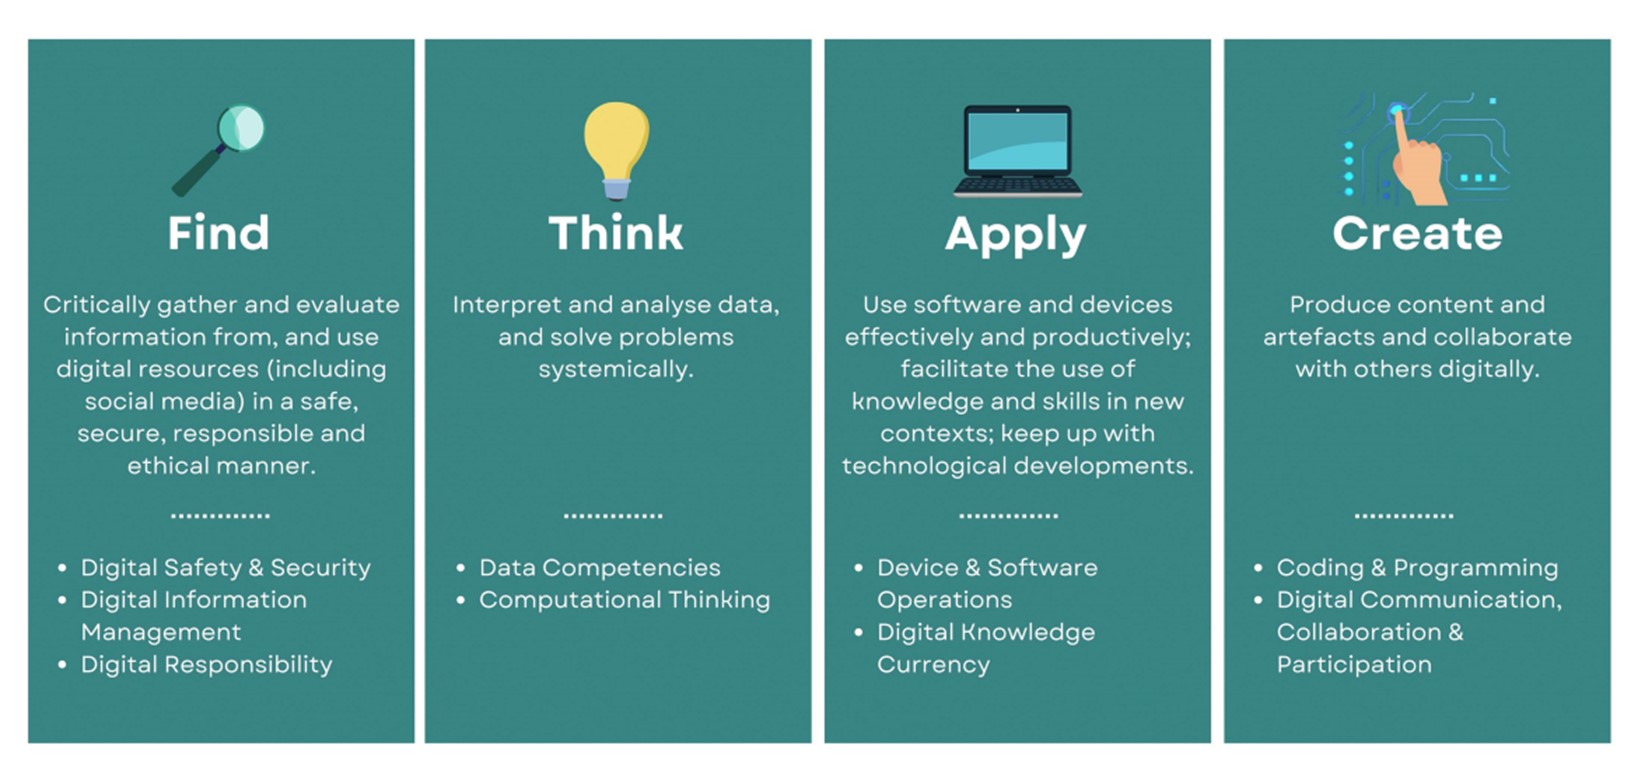 Find
Critically gather and evaluate
information from, and use
digital resources (including
social media) in a safe,
secure, responsible and
ethical manner.
• Digital Safety & Security
• Digital Information
Management
• Digital Responsibility
Think
Interpret and analyse data,
and solve problems
systemically.
• Data Competencies
• Computational Thinking
Apply
Use software and devices
effectively and productively;
facilitate the use of
knowledge and skills in new
contexts; keep up with
technological developments.
• Device & Software
Operations
• Digital Knowledge
Currency
Create
Produce content and
artefacts and collaborate
with others digitally.
• Coding & Programming
• Digital Communication,
Collaboration &
Participation